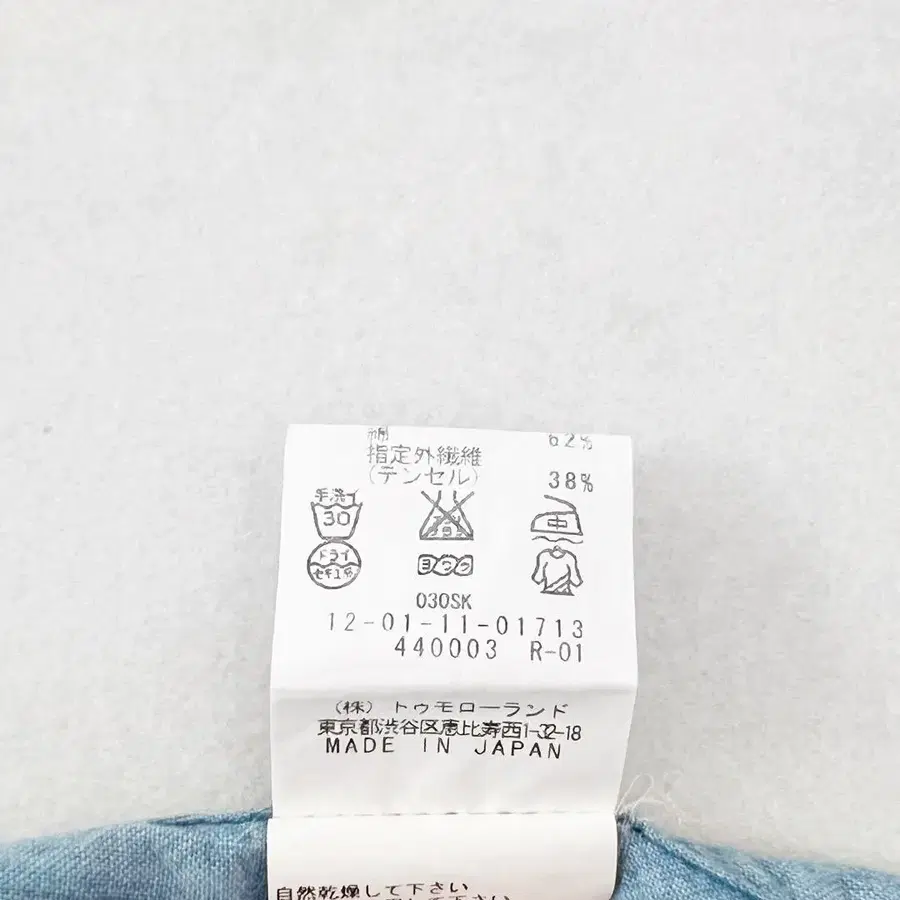 綿 62%
指定外繊維
(テンセル) 38%
手洗イ
30
中
ドライ
セキユ系
ヨワク
030SK
12-01-11-01713
440003 R-01
(株) トゥモローランド
東京都渋谷区恵比寿西1-32-18
MADE IN JAPAN
自然乾燥して下さい